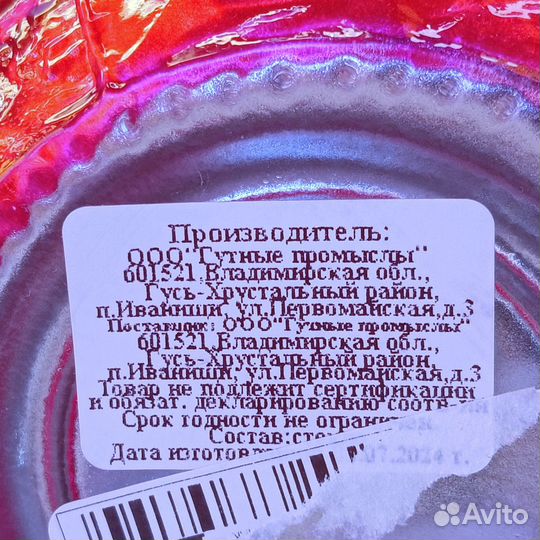 Производитель:
ООО"Гутные промыслы"
601521,Владимирская обл.,
Гусь-Хрустальный район,
п.Иванищи, ул.Первомайская,д.3
Поставщик: ООО"Гутные промыслы"
601521,Владимирская обл.,
Гусь-Хрустальный район,
п.Иванищи, ул.Первомайская,д.3
Товар не подлежит сертификации
и обязат. декларированию
Срок годности не
Состав:
Дата 07.2024 г.
Avito